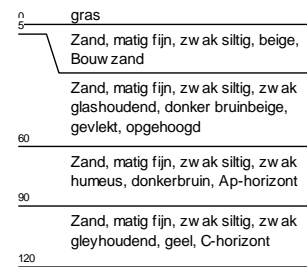 0
gras
5
Zand, matig fijn, zwak siltig, beige,
Bouwzand
Zand, matig fijn, zwak siltig, zwak
glashoudend, donker bruinbeige,
gevlekt, opgehoogd
60
Zand, matig fijn, zwak siltig, zwak
humeus, donkerbruin, Ap-horizont
90
Zand, matig fijn, zwak siltig, zwak
gleyhoudend, geel, C-horizont
120